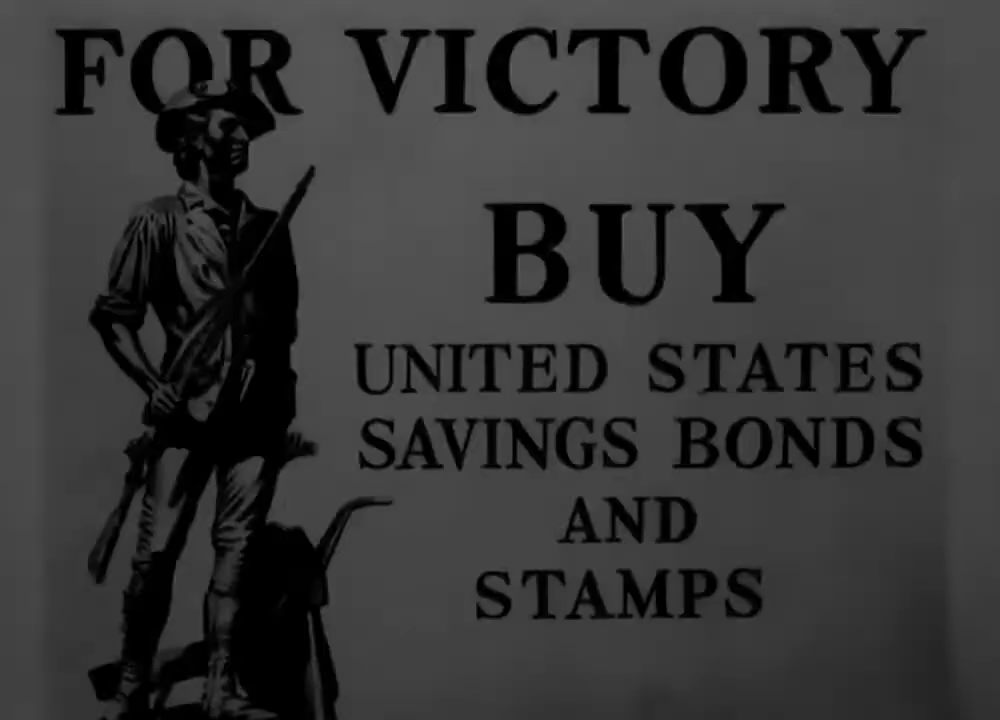 FOR VICTORY
BUY
UNITED STATES
SAVINGS BONDS
AND
STAMPS